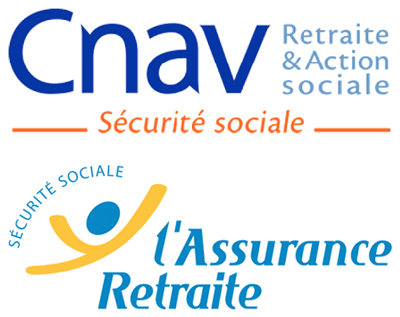 Cnav
Retraite
&Action
sociale
Sécurité sociale
SÉCURITÉ SOCIALE
l'Assurance
Retraite